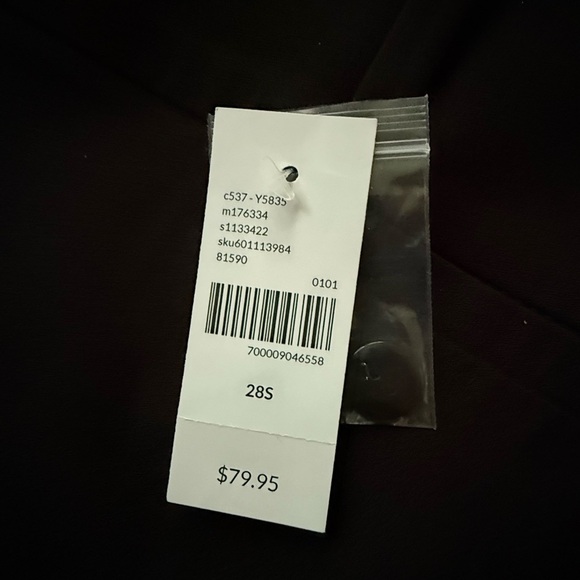 c537 - Y5835
m176334
s1133422
sku601113984
81590
0101
700009046558
28S
$79.95